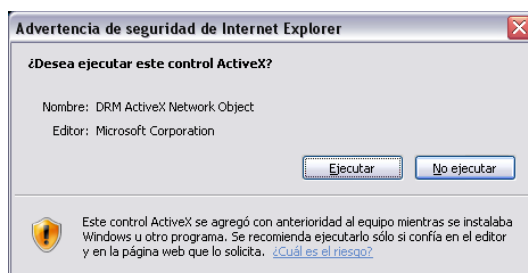 Advertencia de seguridad de Internet Explorer
¿Desea ejecutar este control ActiveX?
Nombre: DRM ActiveX Network Object
Editor: Microsoft Corporation
Ejecutar
No ejecutar
Este control ActiveX se agregó con anterioridad al equipo mientras se instalaba
Windows u otro programa. Se recomienda ejecutarlo sólo si confía en el editor
y en la página web que lo solicita. ¿Cuál es el riesgo?